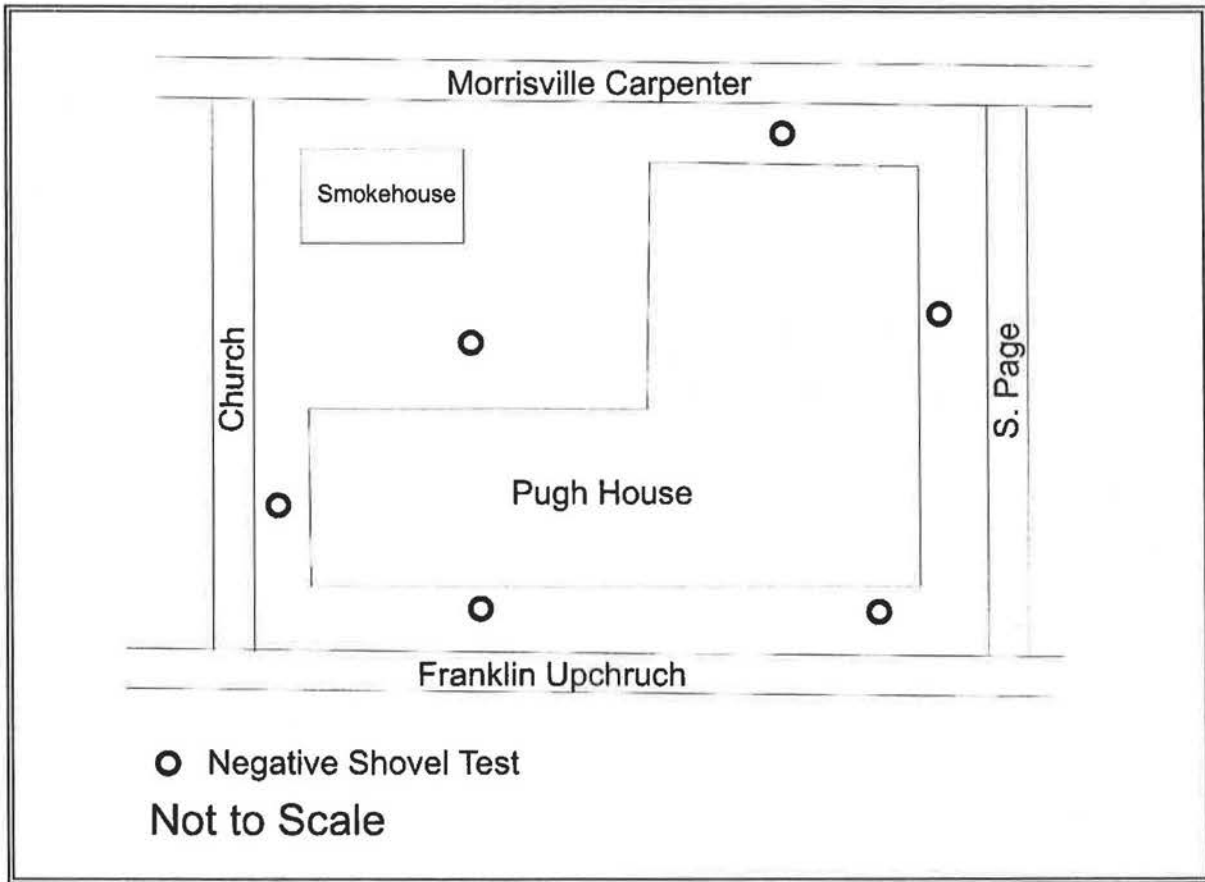 Morrisville Carpenter
Smokehouse
Church
S. Page
Pugh House
Franklin Upchruch
Negative Shovel Test
Not to Scale